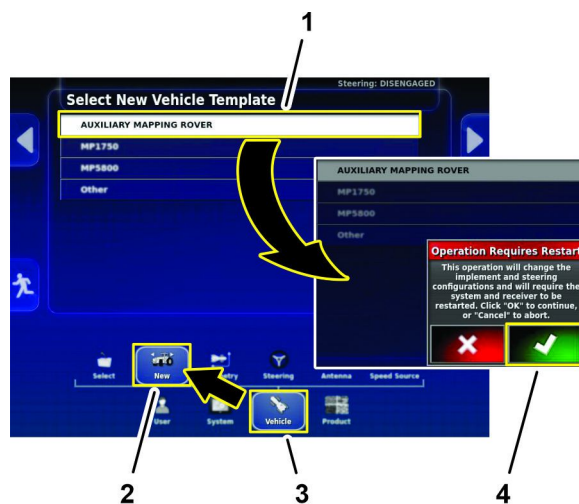 1
Steering: DISENGAGED
Select New Vehicle Template
AUXILIARY MAPPING ROVER
MP1750
MP5800
Other
AUXILIARY MAPPING ROVER
MP1750
MP5800
Other
Operation Requires Restart
This operation will change the
implement and steering
configurations and will require the
system and receiver to be
restarted. Click "OK" to continue,
or "Cancel" to abort.
Select
New
etry
Steering
Antenna
Speed Source
User
System
Vehicle
Product
2
3
4